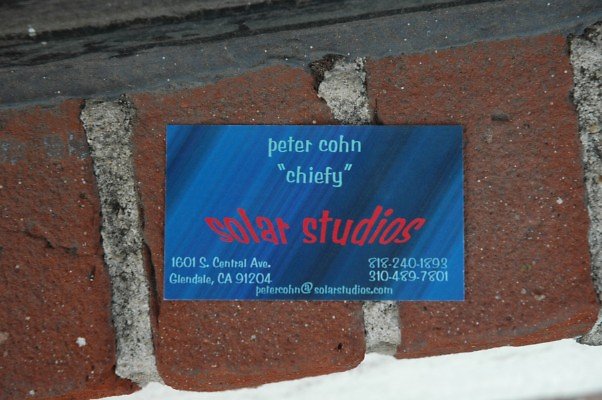 peter cohn
"chiefy"
solar studios
1601 S. Central Ave.
Glendale, CA 91204
818-240-1893
310-489-7801
petercohn@solarstudios.com